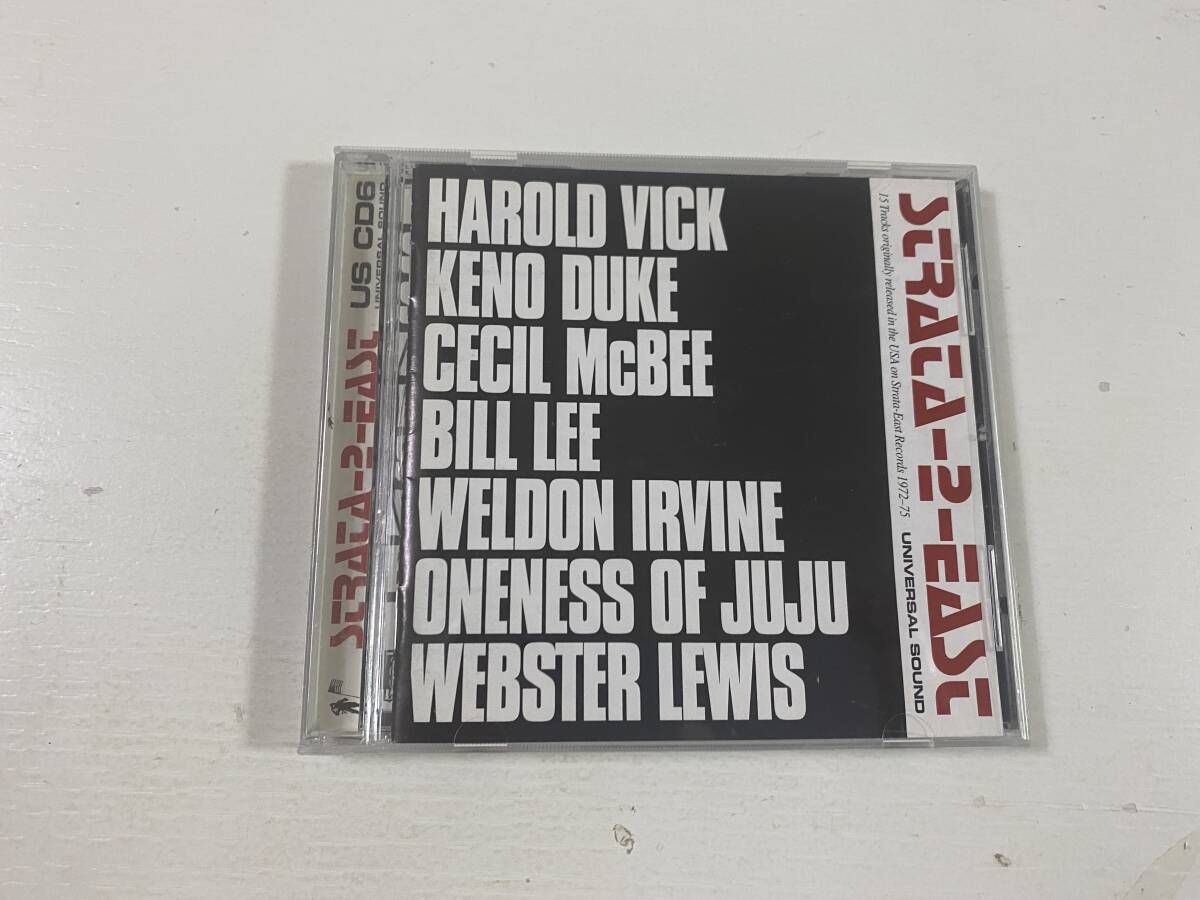 HAROLD VICK
KENO DUKE
CECIL McBEE
BILL LEE
WELDON IRVINE
ONENESS OF JUJU
WEBSTER LEWIS
STRATA-2-EAST
15 Tracks originally released in the USA on Strata-East Records 1972-75
UNIVERSAL SOUND
STRATA-2-EAST
US CD6
UNIVERSAL SOUND